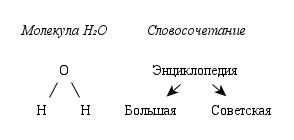 Молекула H₂O Словосочетание
O Энциклопедия
H H Большая Советская